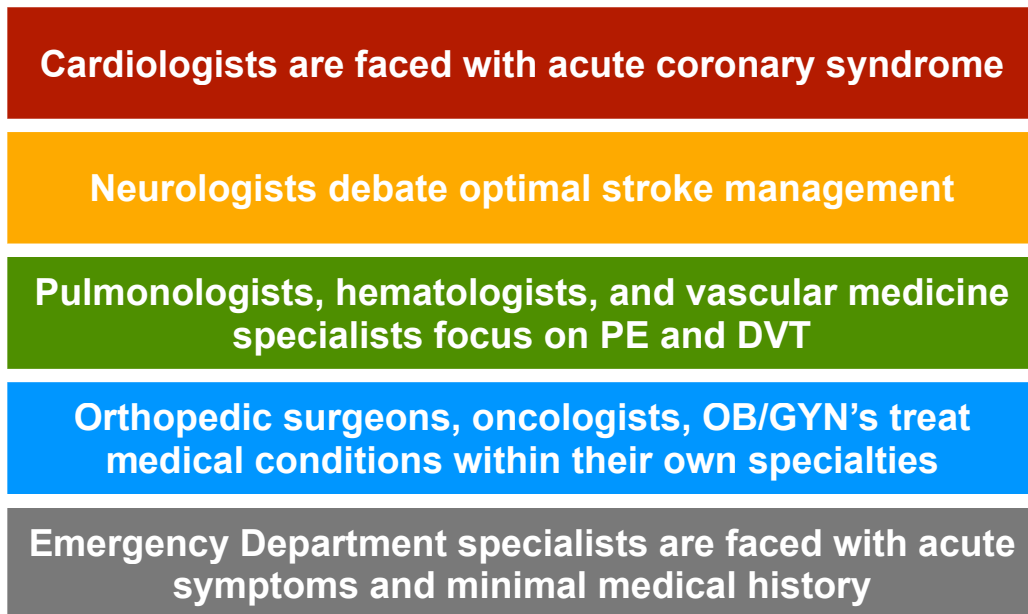 Cardiologists are faced with acute coronary syndrome
Neurologists debate optimal stroke management
Pulmonologists, hematologists, and vascular medicine
specialists focus on PE and DVT
Orthopedic surgeons, oncologists, OB/GYN’s treat
medical conditions within their own specialties
Emergency Department specialists are faced with acute
symptoms and minimal medical history